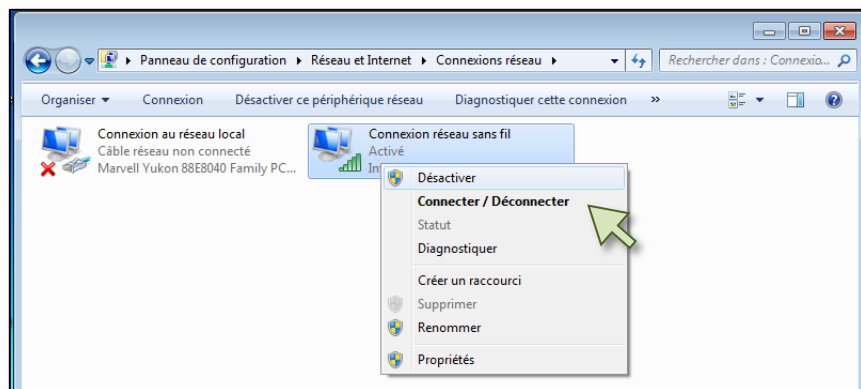 Panneau de configuration ▸ Réseau et Internet ▸ Connexions réseau ▸
Rechercher dans : Connexio...
Organiser ▾ Connexion Désactiver ce périphérique réseau Diagnostiquer cette connexion »
Connexion au réseau local
Câble réseau non connecté
Marvell Yukon 88E8040 Family PC...
Connexion réseau sans fil
Activé
Désactiver
Connecter / Déconnecter
Statut
Diagnostiquer
Créer un raccourci
Supprimer
Renommer
Propriétés